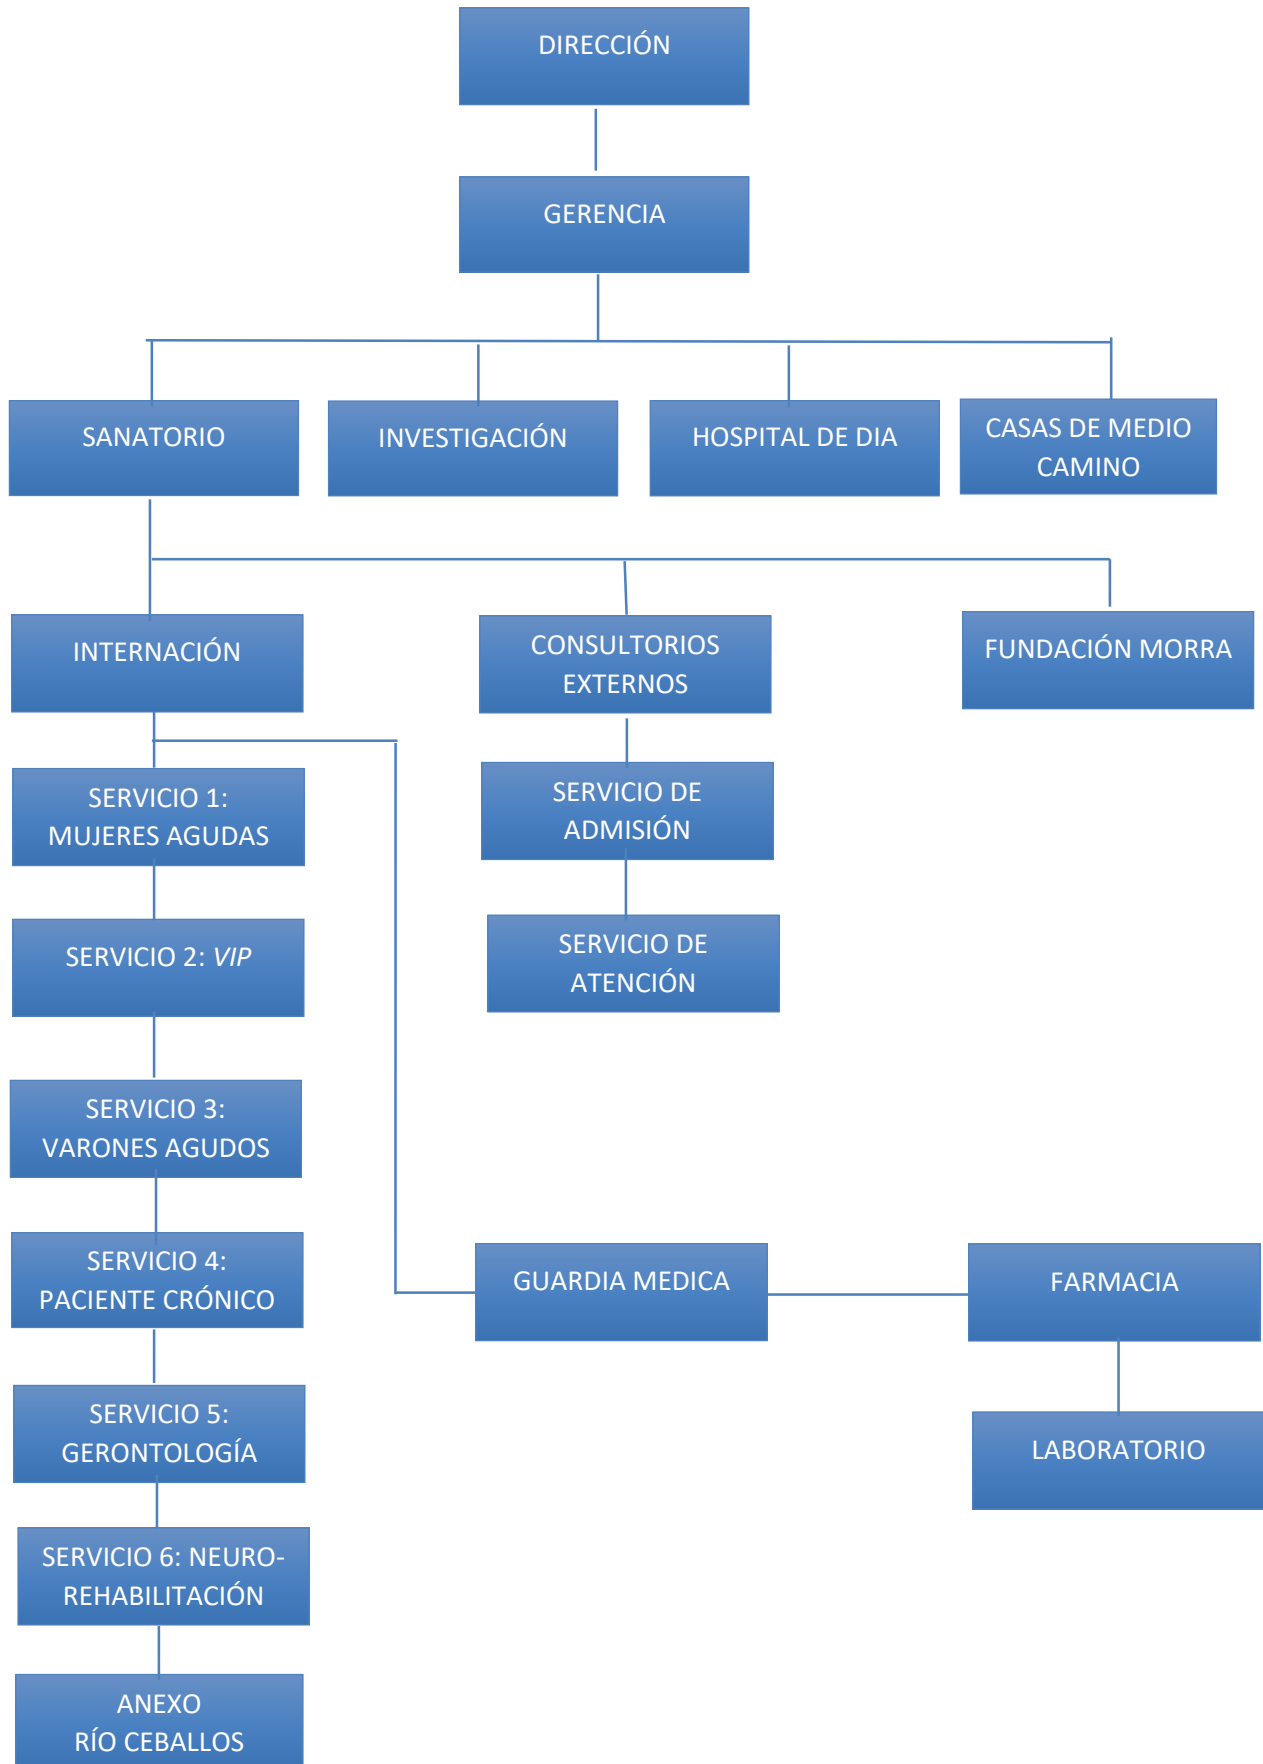 DIRECCIÓN
GERENCIA
SANATORIO
INVESTIGACIÓN
HOSPITAL DE DIA
CASAS DE MEDIO
CAMINO
INTERNACIÓN
CONSULTORIOS
EXTERNOS
FUNDACIÓN MORRA
SERVICIO 1:
MUJERES AGUDAS
SERVICIO DE
ADMISIÓN
SERVICIO 2: VIP
SERVICIO DE
ATENCIÓN
SERVICIO 3:
VARONES AGUDOS
SERVICIO 4:
PACIENTE CRÓNICO
GUARDIA MEDICA
FARMACIA
SERVICIO 5:
GERONTOLOGÍA
LABORATORIO
SERVICIO 6: NEURO-
REHABILITACIÓN
ANEXO
RÍO CEBALLOS